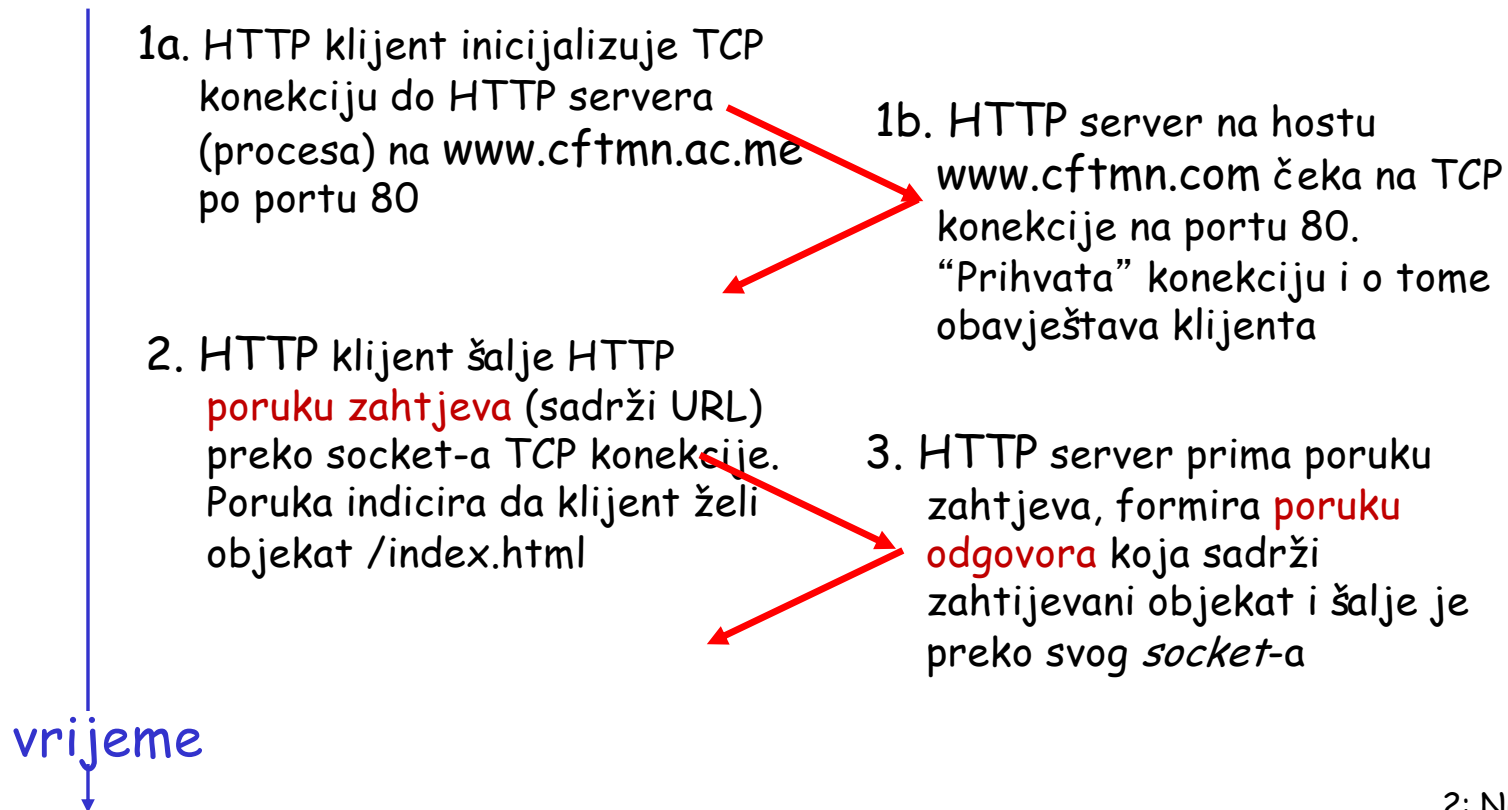 1a. HTTP klijent inicijalizuje TCP
konekciju do HTTP servera
(procesa) na www.cftmn.ac.me
po portu 80
1b. HTTP server na hostu
www.cftmn.com čeka na TCP
konekcije na portu 80.
“Prihvata” konekciju i o tome
obavještava klijenta
2. HTTP klijent šalje HTTP
poruku zahtjeva (sadrži URL)
preko socket-a TCP konekcije.
Poruka indicira da klijent želi
objekat /index.html
3. HTTP server prima poruku
zahtjeva, formira poruku
odgovora koja sadrži
zahtijevani objekat i šalje je
preko svog socket-a
vrijeme
2: N